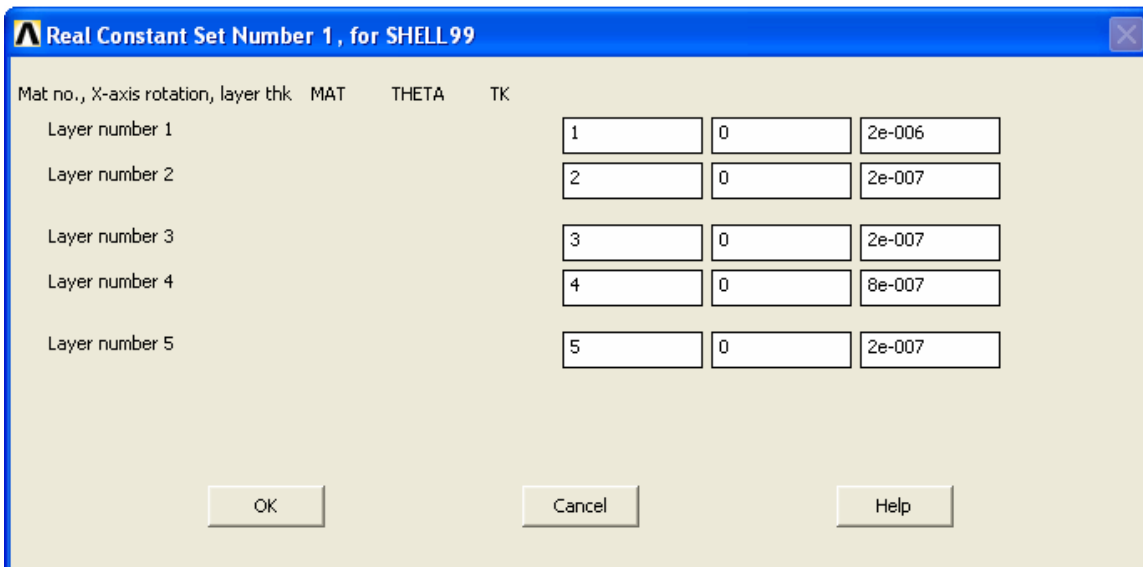 Real Constant Set Number 1, for SHELL99
Mat no., X-axis rotation, layer thk MAT THETA TK
Layer number 1 1 0 2e-006
Layer number 2 2 0 2e-007
Layer number 3 3 0 2e-007
Layer number 4 4 0 8e-007
Layer number 5 5 0 2e-007
OK Cancel Help